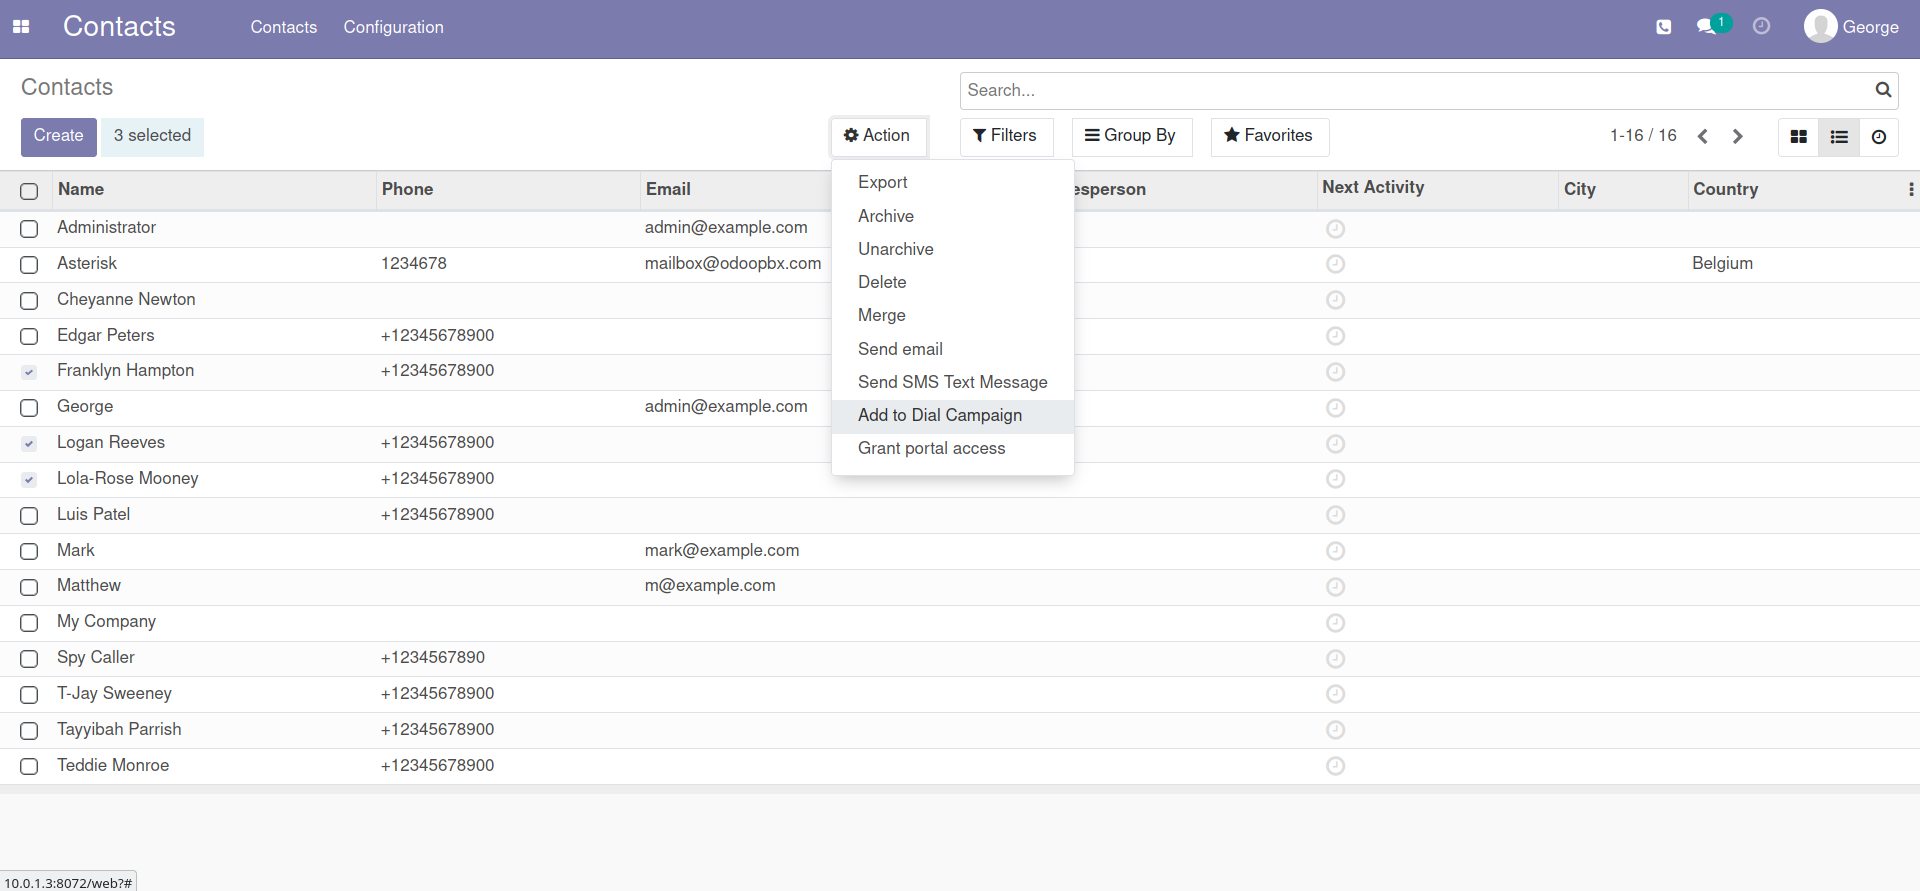 Contacts Contacts Configuration 1 George
Contacts Search...
Create 3 selected Action Filters Group By Favorites 1-16 / 16
Export
Archive
Unarchive
Delete
Merge
Send email
Send SMS Text Message
Add to Dial Campaign
Grant portal access
Name Phone Email esperson Next Activity City Country
Administrator admin@example.com
Asterisk 1234678 mailbox@odoopbx.com Belgium
Cheyanne Newton
Edgar Peters +12345678900
Franklyn Hampton +12345678900
George admin@example.com
Logan Reeves +12345678900
Lola-Rose Mooney +12345678900
Luis Patel +12345678900
Mark mark@example.com
Matthew m@example.com
My Company
Spy Caller +1234567890
T-Jay Sweeney +12345678900
Tayyibah Parrish +12345678900
Teddie Monroe +12345678900
10.0.1.3:8072/web?#